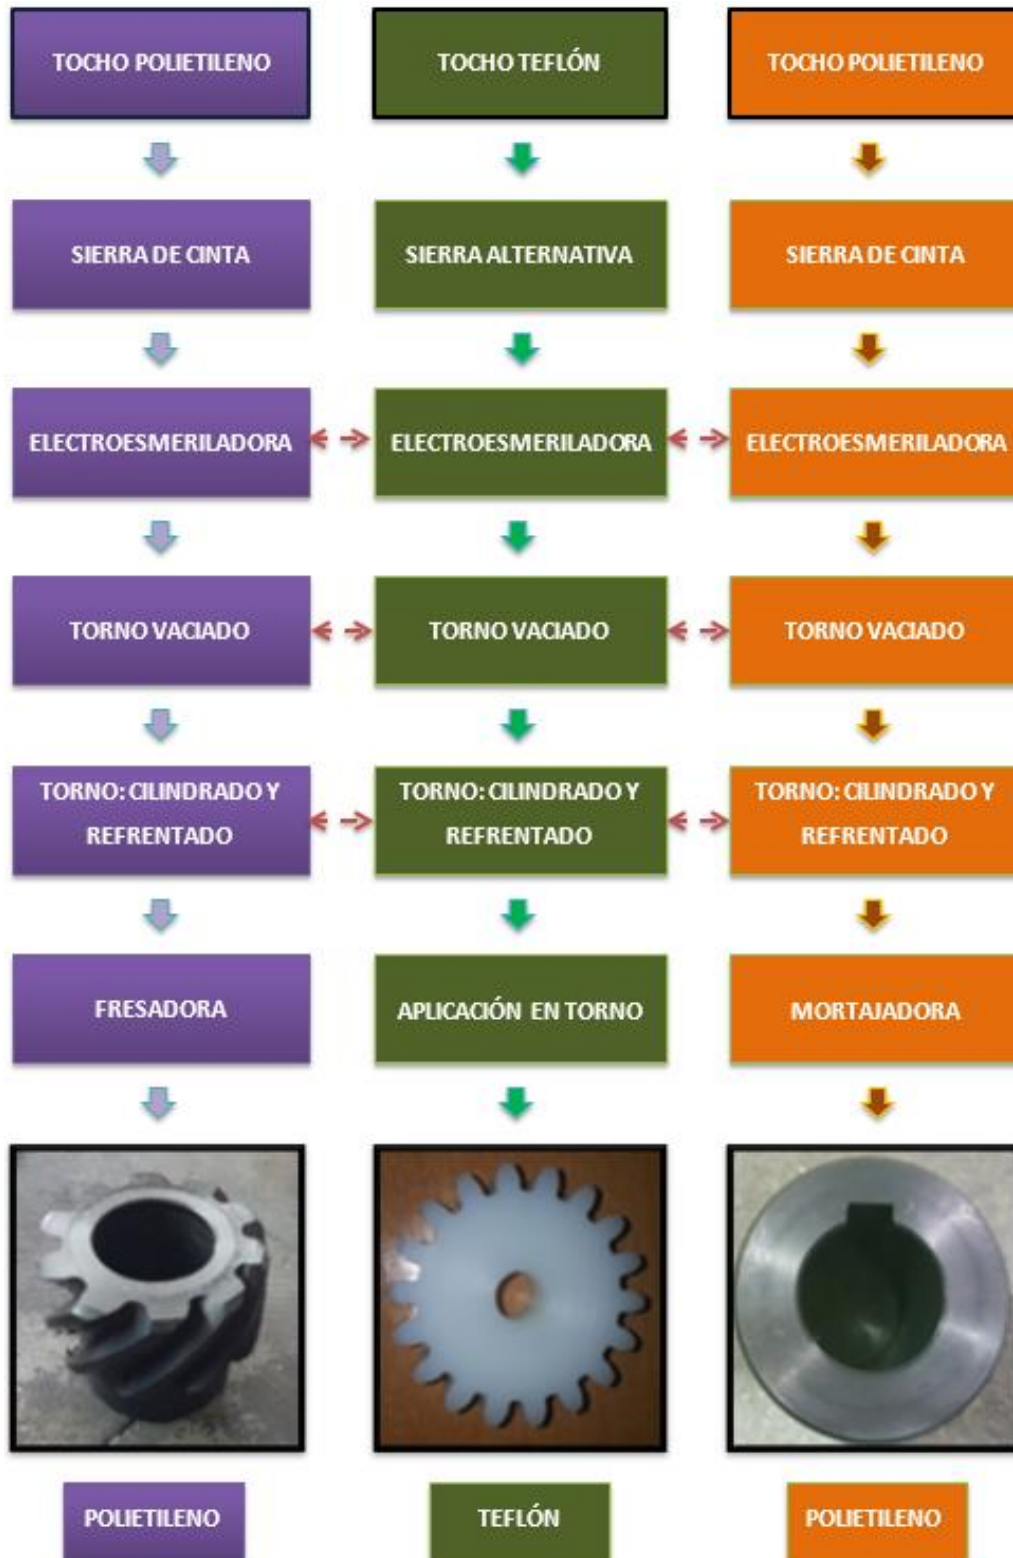 TOCHO POLIETILENO
TOCHO TEFLÓN
TOCHO POLIETILENO
SIERRA DE CINTA
SIERRA ALTERNATIVA
SIERRA DE CINTA
ELECTROESMERILADORA
ELECTROESMERILADORA
ELECTROESMERILADORA
TORNO VACIADO
TORNO VACIADO
TORNO VACIADO
TORNO: CILINDRADO Y
REFRENTADO
TORNO: CILINDRADO Y
REFRENTADO
TORNO: CILINDRADO Y
REFRENTADO
FRESADORA
APLICACIÓN EN TORNO
MORTAJADORA
POLIETILENO
TEFLÓN
POLIETILENO